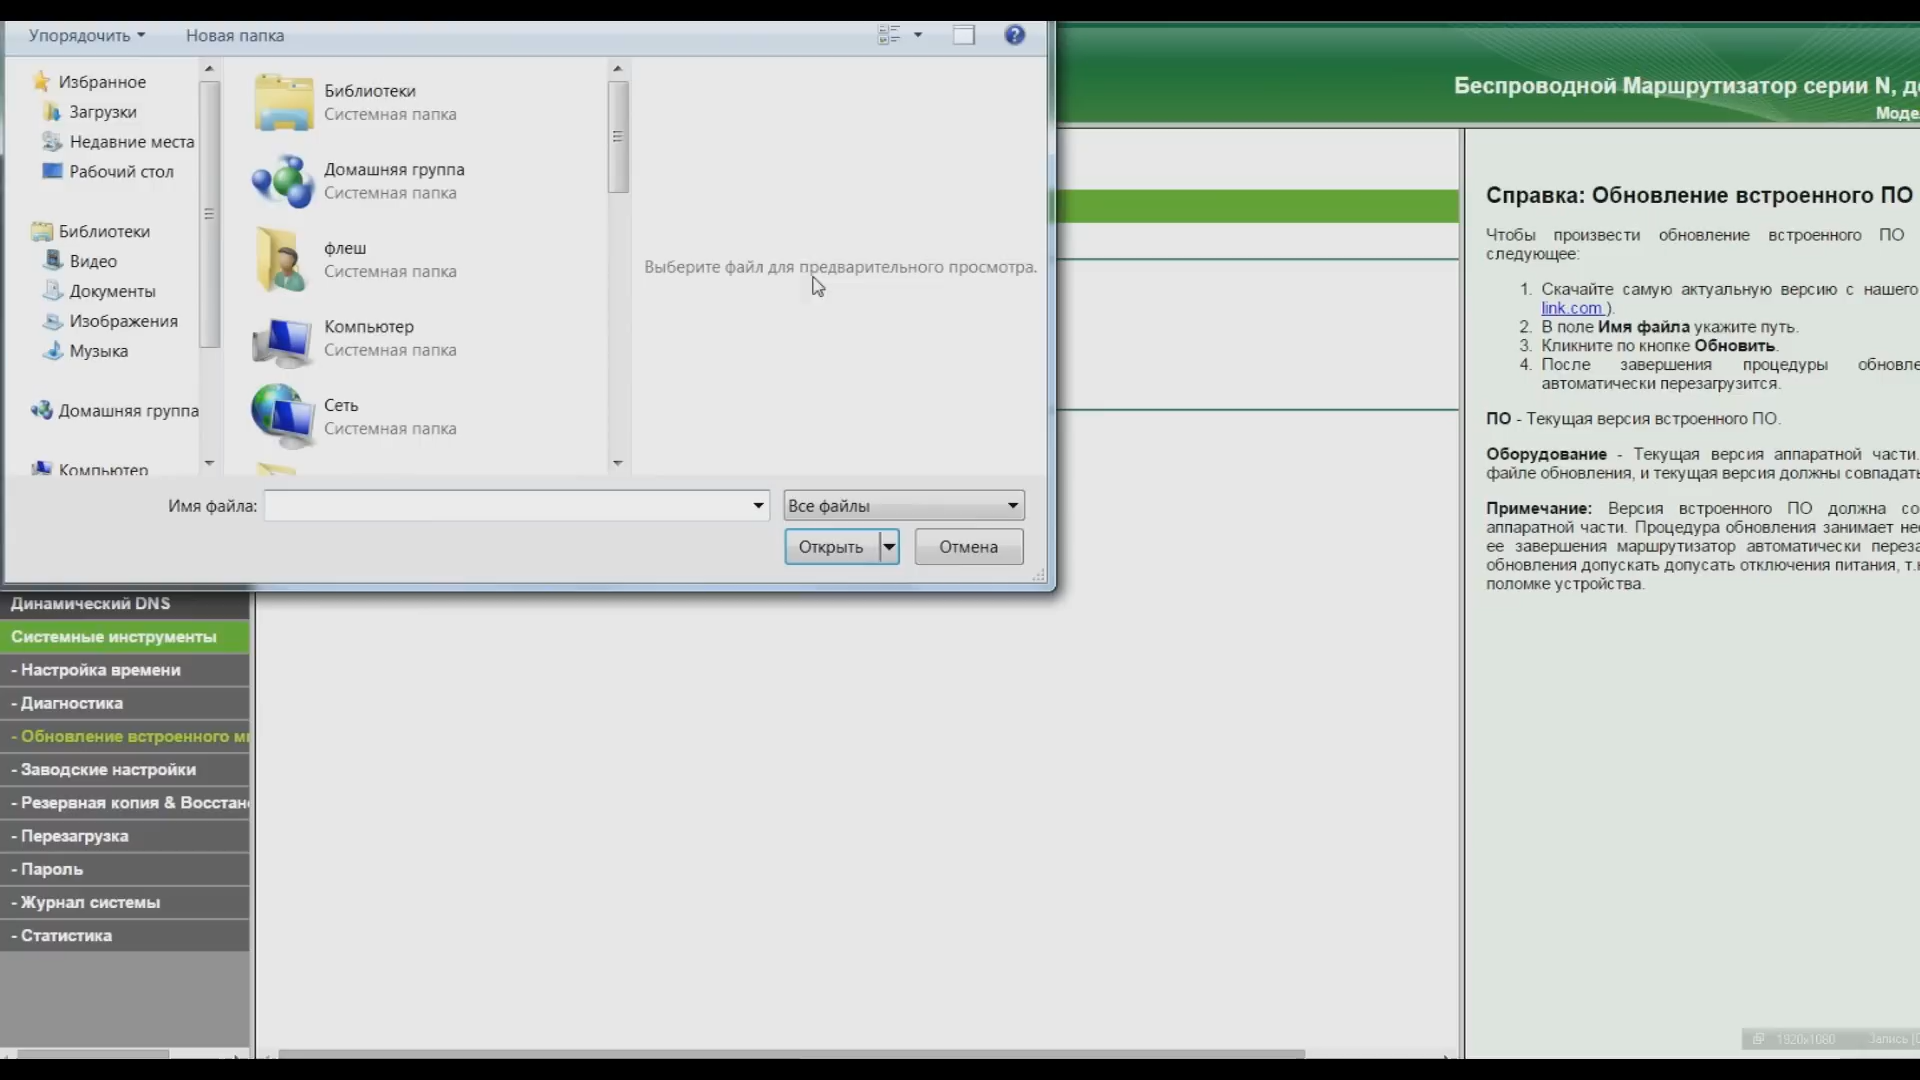 Упорядочить
Новая папка
Избранное
Загрузки
Недавние места
Рабочий стол
Библиотеки
Видео
Документы
Изображения
Музыка
Домашняя группа
Компьютер
Библиотеки
Системная папка
Домашняя группа
Системная папка
флеш
Системная папка
Компьютер
Системная папка
Сеть
Системная папка
Выберите файл для предварительного просмотра.
Имя файла:
Все файлы
Открыть
Отмена
Динамический DNS
Системные инструменты
- Настройка времени
- Диагностика
- Обновление встроенного
- Заводские настройки
- Резервная копия &
- Перезагрузка
- Пароль
- Журнал системы
- Статистика
Беспроводной Маршрутизатор серии N,
Справка: Обновление встроенного ПО
Чтобы произвести обновление встроенного ПО
следующее:
1. Скачайте самую актуальную версию с нашего
link.com ).
2. В поле Имя файла укажите путь.
3. Кликните по кнопке Обновить.
4. После завершения процедуры
автоматически перезагрузится.
ПО - Текущая версия встроенного ПО.
Оборудование - Текущая версия аппаратной части.
файле обновления, и текущая версия должны
Примечание: Версия встроенного ПО должна
аппаратной части. Процедура обновления занимает
ее завершения маршрутизатор автоматически
обновления допускать допусать отключения питания,
поломке устройства.
1920x1080
Запись